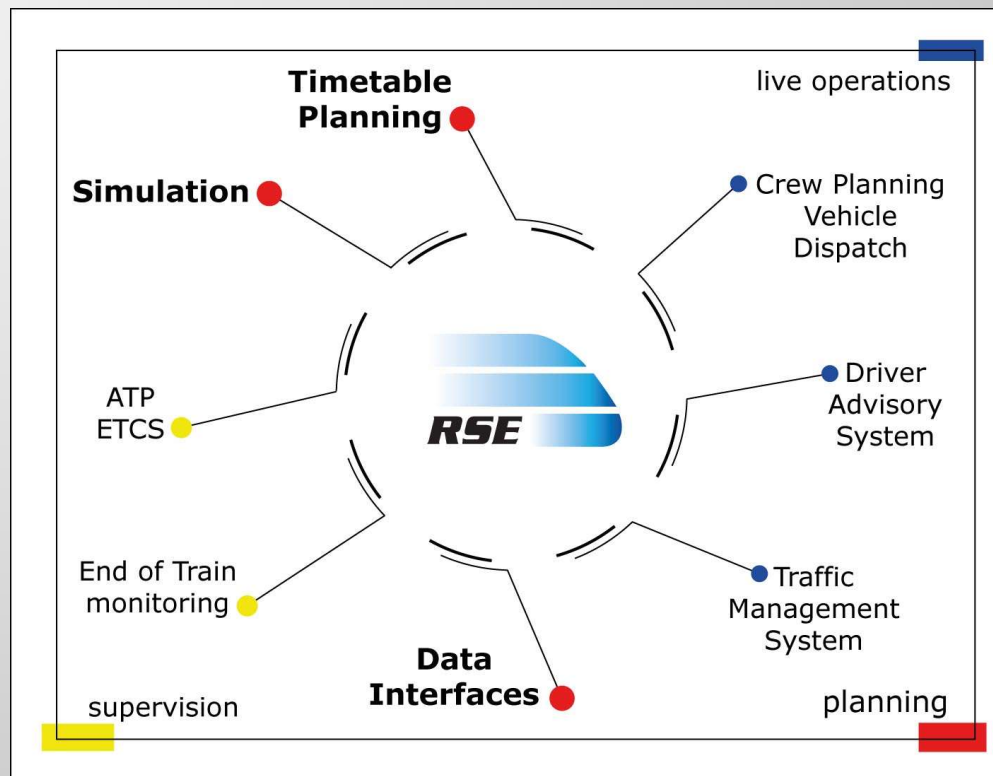 Timetable
Planning
live operations
Simulation
Crew Planning
Vehicle
Dispatch
RSE
ATP
ETCS
Driver
Advisory
System
End of Train
monitoring
Traffic
Management
System
Data
Interfaces
supervision
planning